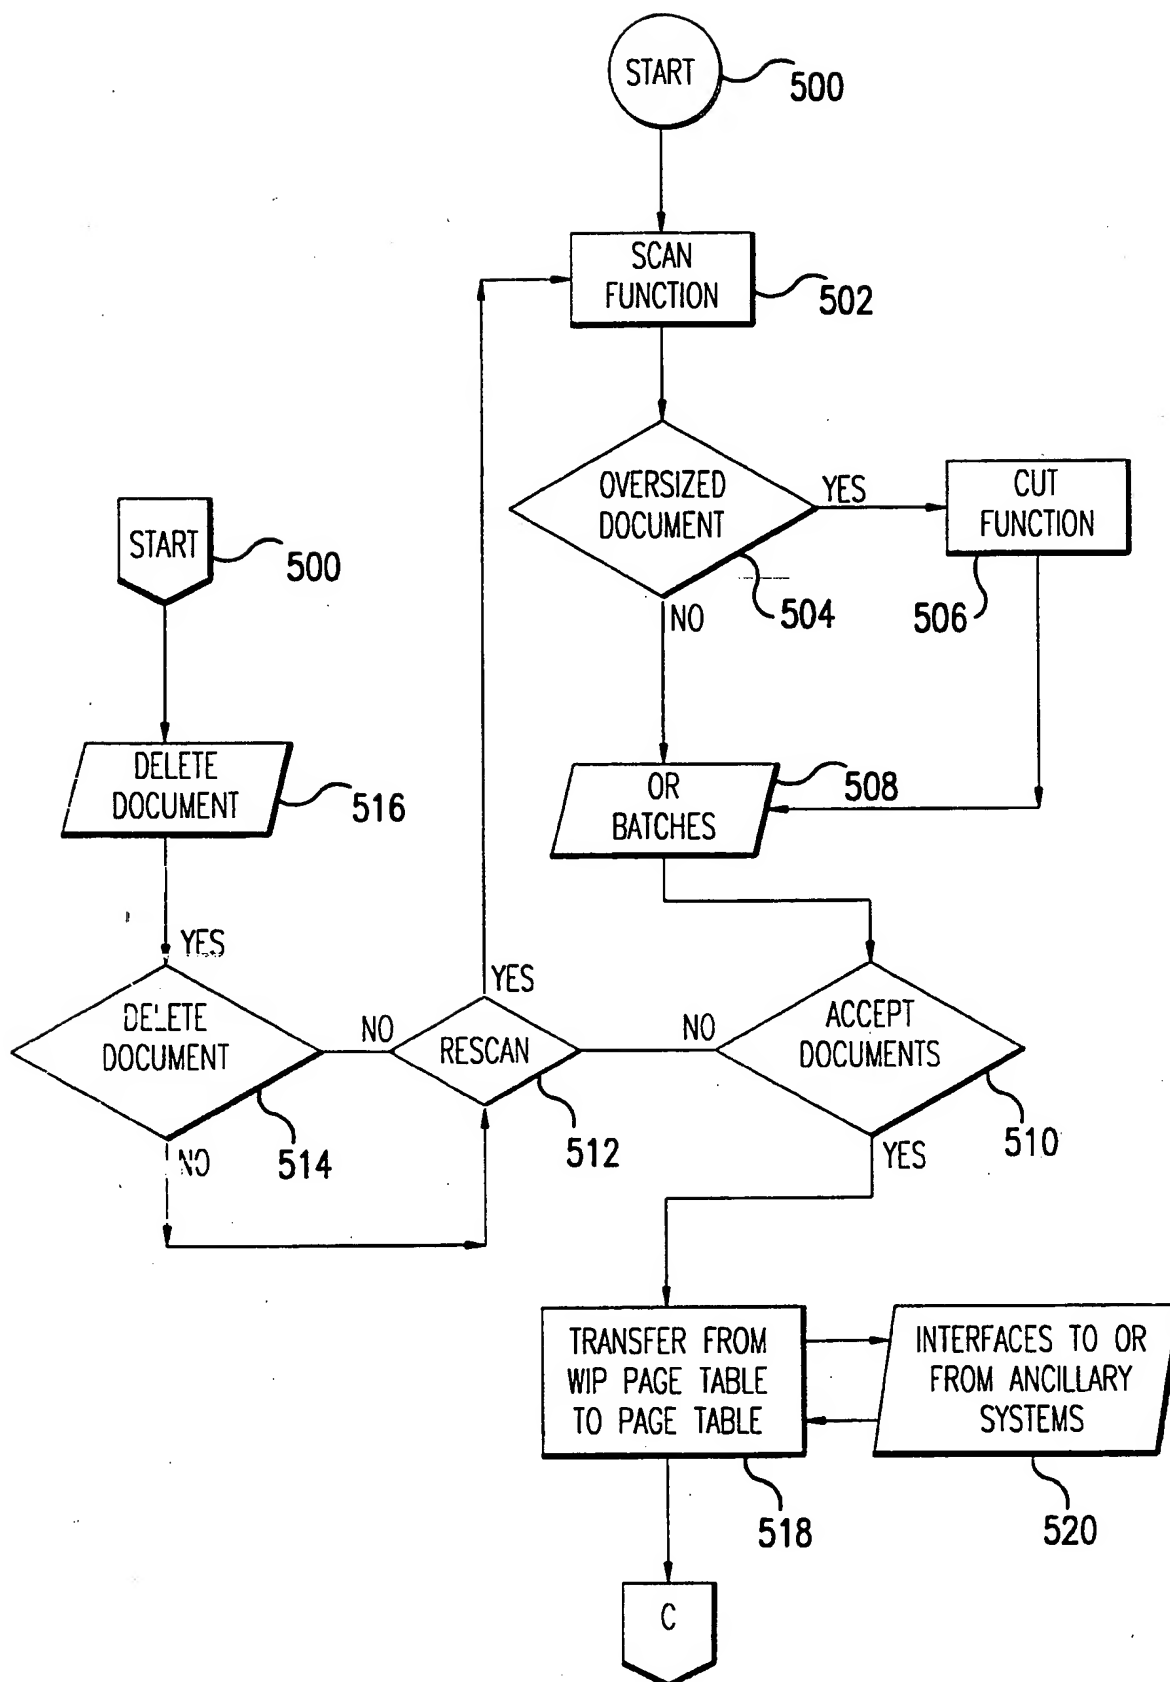 START
500
SCAN
FUNCTION
502
OVERSIZED
DOCUMENT
YES
504
NO
CUT
FUNCTION
506
START
500
DELETE
DOCUMENT
516
OR
BATCHES
508
YES
DELETE
DOCUMENT
514
NO
NO
YES
RESCAN
512
NO
ACCEPT
DOCUMENTS
510
YES
TRANSFER FROM
WIP PAGE TABLE
TO PAGE TABLE
518
INTERFACES TO OR
FROM ANCILLARY
SYSTEMS
520
C